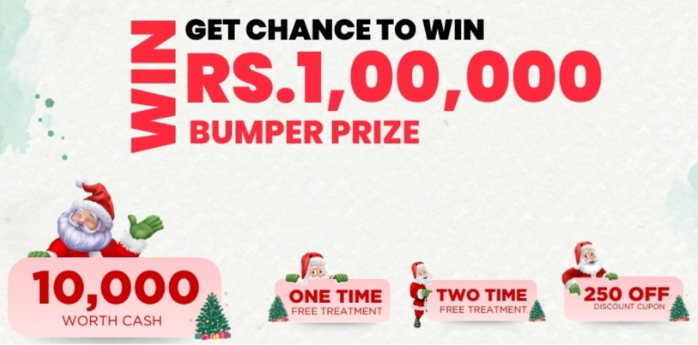 WIN
GET CHANCE TO WIN
RS.1,00,000
BUMPER PRIZE
10,000
WORTH CASH
ONE TIME
FREE TREATMENT
TWO TIME
FREE TREATMENT
250 OFF
DISCOUNT CUPON